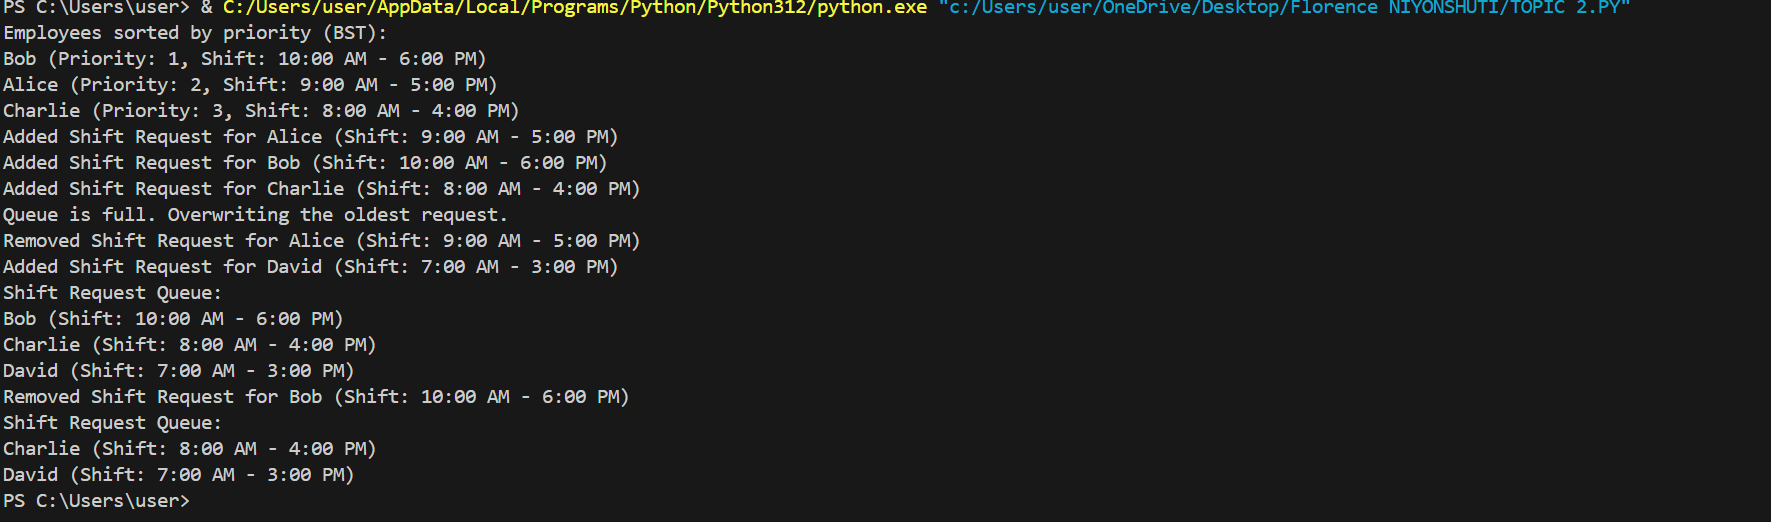 PS C:\Users\user> & C:/Users/user/AppData/Local/Programs/Python/Python312/python.exe "c:/Users/user/OneDrive/Desktop/Florence NIYONSHUTI/TOPIC 2.PY"
Employees sorted by priority (BST):
Bob (Priority: 1, Shift: 10:00 AM - 6:00 PM)
Alice (Priority: 2, Shift: 9:00 AM - 5:00 PM)
Charlie (Priority: 3, Shift: 8:00 AM - 4:00 PM)
Added Shift Request for Alice (Shift: 9:00 AM - 5:00 PM)
Added Shift Request for Bob (Shift: 10:00 AM - 6:00 PM)
Added Shift Request for Charlie (Shift: 8:00 AM - 4:00 PM)
Queue is full. Overwriting the oldest request.
Removed Shift Request for Alice (Shift: 9:00 AM - 5:00 PM)
Added Shift Request for David (Shift: 7:00 AM - 3:00 PM)
Shift Request Queue:
Bob (Shift: 10:00 AM - 6:00 PM)
Charlie (Shift: 8:00 AM - 4:00 PM)
David (Shift: 7:00 AM - 3:00 PM)
Removed Shift Request for Bob (Shift: 10:00 AM - 6:00 PM)
Shift Request Queue:
Charlie (Shift: 8:00 AM - 4:00 PM)
David (Shift: 7:00 AM - 3:00 PM)
PS C:\Users\user>